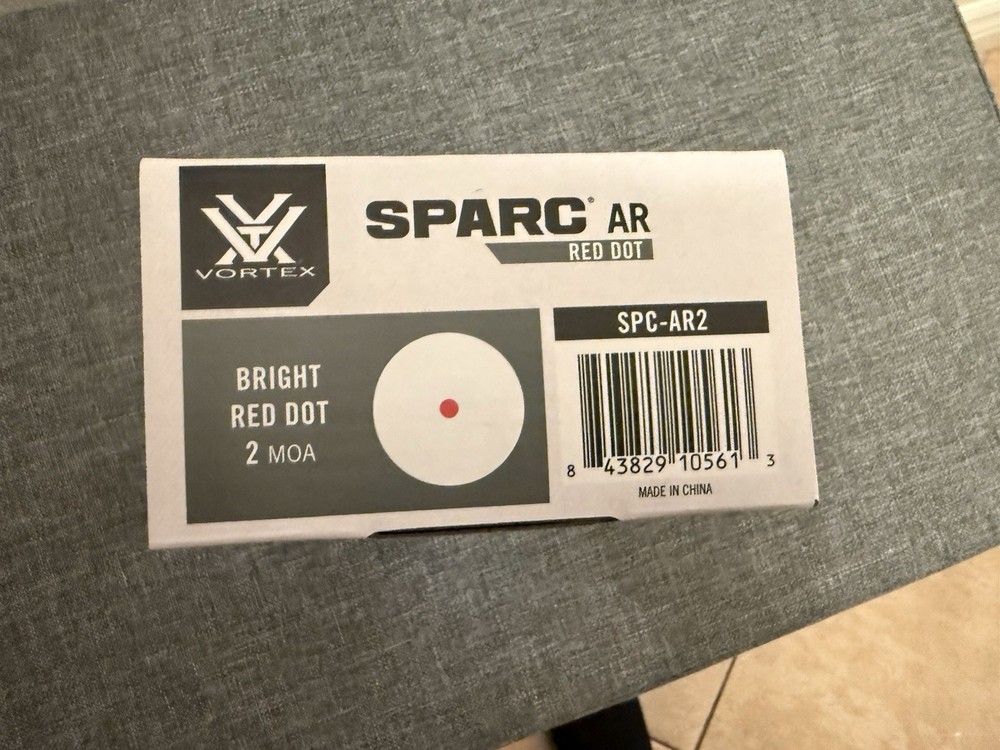 VORTEX
SPARC® AR
RED DOT
BRIGHT
RED DOT
2 MOA
SPC-AR2
8 43829 10561 3
MADE IN CHINA